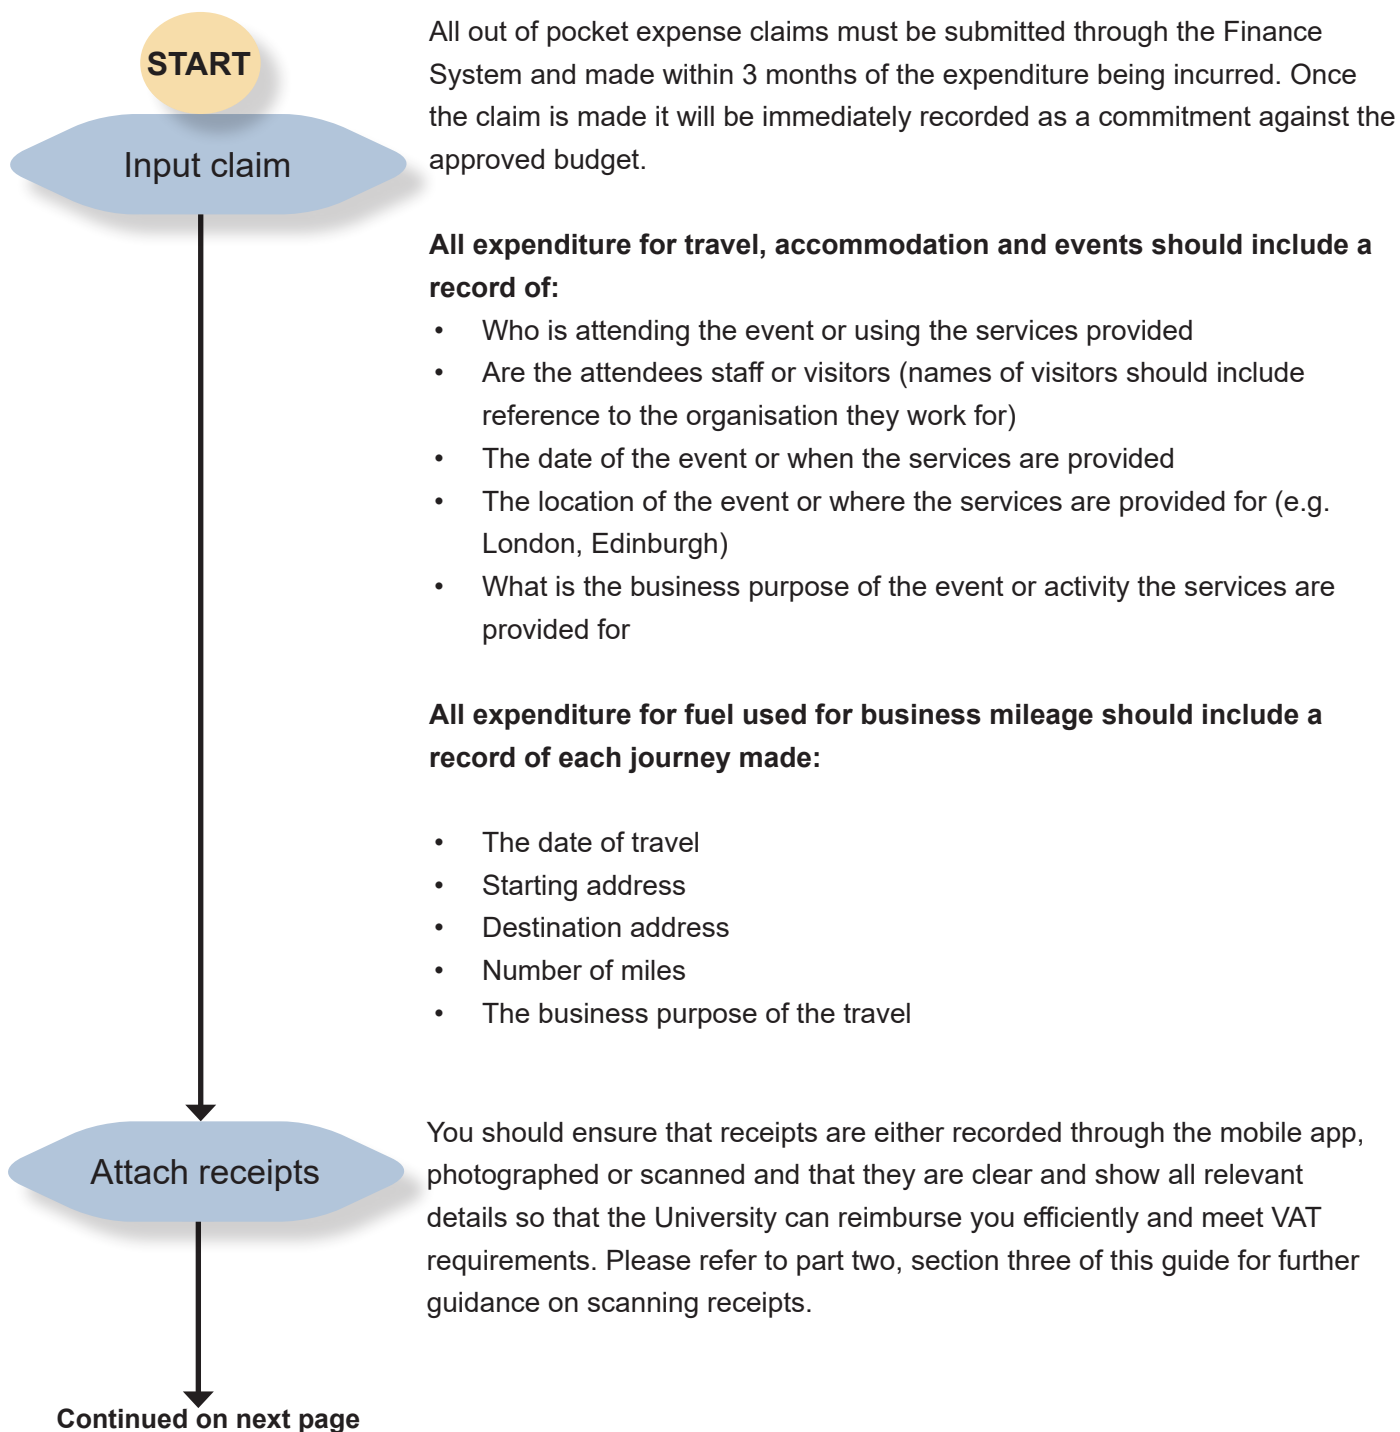 START
Input claim
All out of pocket expense claims must be submitted through the Finance
System and made within 3 months of the expenditure being incurred. Once
the claim is made it will be immediately recorded as a commitment against the
approved budget.
All expenditure for travel, accommodation and events should include a
record of:
• Who is attending the event or using the services provided
• Are the attendees staff or visitors (names of visitors should include
reference to the organisation they work for)
• The date of the event or when the services are provided
• The location of the event or where the services are provided for (e.g.
London, Edinburgh)
• What is the business purpose of the event or activity the services are
provided for
All expenditure for fuel used for business mileage should include a
record of each journey made:
• The date of travel
• Starting address
• Destination address
• Number of miles
• The business purpose of the travel
Attach receipts
You should ensure that receipts are either recorded through the mobile app,
photographed or scanned and that they are clear and show all relevant
details so that the University can reimburse you efficiently and meet VAT
requirements. Please refer to part two, section three of this guide for further
guidance on scanning receipts.
Continued on next page